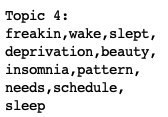 Topic 4:
freakin,wake,slept,
deprivation,beauty,
insomnia,pattern,
needs,schedule,
sleep